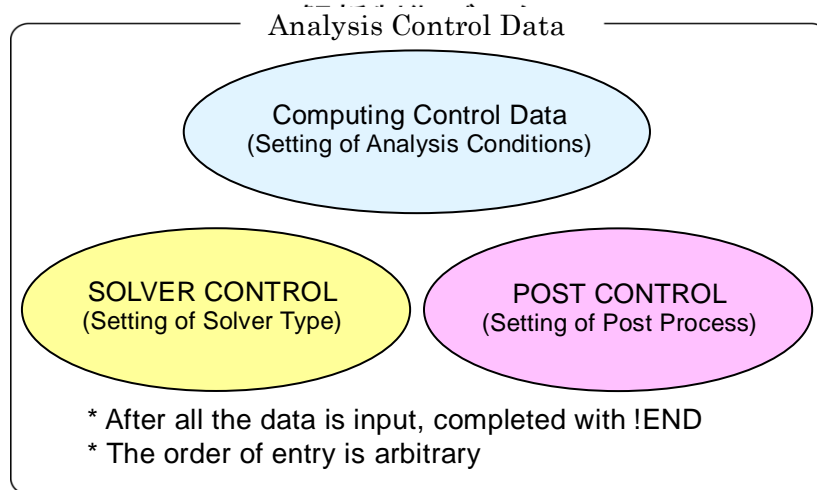 Analysis Control Data
Computing Control Data
(Setting of Analysis Conditions)
SOLVER CONTROL
(Setting of Solver Type)
POST CONTROL
(Setting of Post Process)
* After all the data is input, completed with !END
* The order of entry is arbitrary